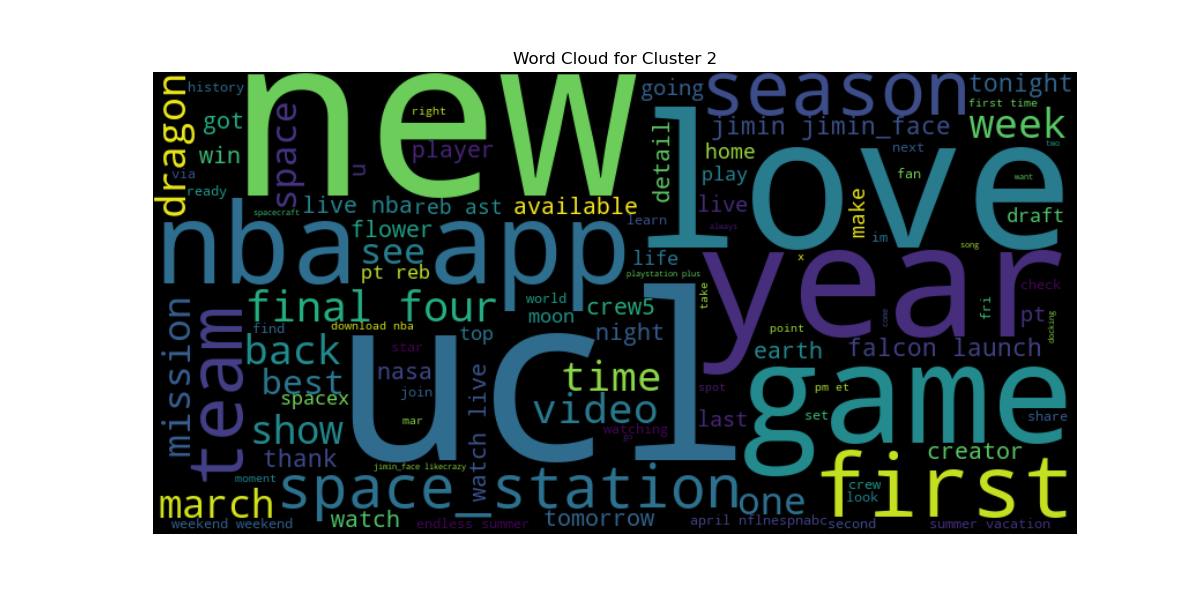 Word Cloud for Cluster 2
new
love
ucl
year
nba
app
game
first
season
team
space_station
final four
dragon
history
got
win
via
ready
space
u
right
player
going
detail
home
play
jimin jimin_face
tonight
first time
week
next
two
fan
want
draft
make
im
live
always
song
x
spacecraft
live nba
reb ast
available
learn
flower
see
pt reb
life
playstation plus
world
moon
crew5
night
take
mission
find
download nba
back
best
spacex
star
nasa
top
join
mar
time
video
watching
go
show
thank
watch live
jimin_face likecrazy
moment
march
weekend weekend
watch
endless summer
tomorrow
one
last
spot
point
earth
pm et
set
falcon launch
come
fri
pt
check
docking
share
creator
crew
look
april nflnespnabc
second
summer vacation